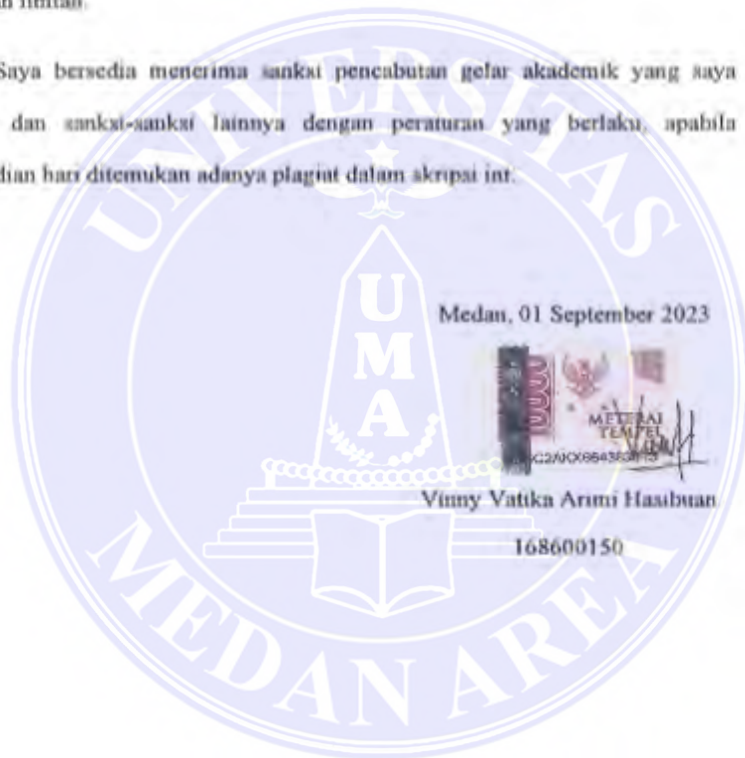 Saya bersedia menerima sanksi pencabutan gelar akademik yang saya
dan sanksi-sanksi lainnya dengan peraturan yang berlaku, apabila
dian hari ditemukan adanya plagiat dalam skripsi ini.
Medan, 01 September 2023
METERAI
TEMPEL
Vinny Vatika Arimi Hasibuan
168600150
UNIVERSITAS
UMA
MEDAN AREA